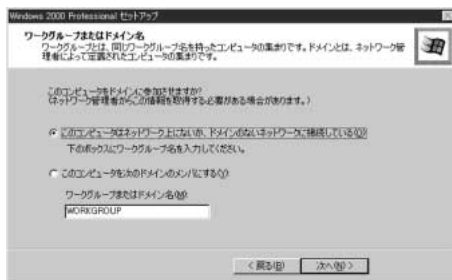 Windows 2000 Professional セットアップ
ワークグループまたはドメイン名
ワークグループとは、同じワークグループ名を持ったコンピュータの集まりです。ドメインとは、ネットワーク管
理者によって定義されたコンピュータの集まりです。
このコンピュータをドメインに参加させますか?
(ネットワーク管理者からこの情報を取得する必要がある場合があります。)
このコンピュータはネットワーク上にないか、ドメインのないネットワークに接続している(O)
下のボックスにワークグループ名を入力してください。
このコンピュータを次のドメインのメンバにする(Y)
ワークグループまたはドメイン名(W)
WORKGROUP
< 戻る(B) 次へ(N) >